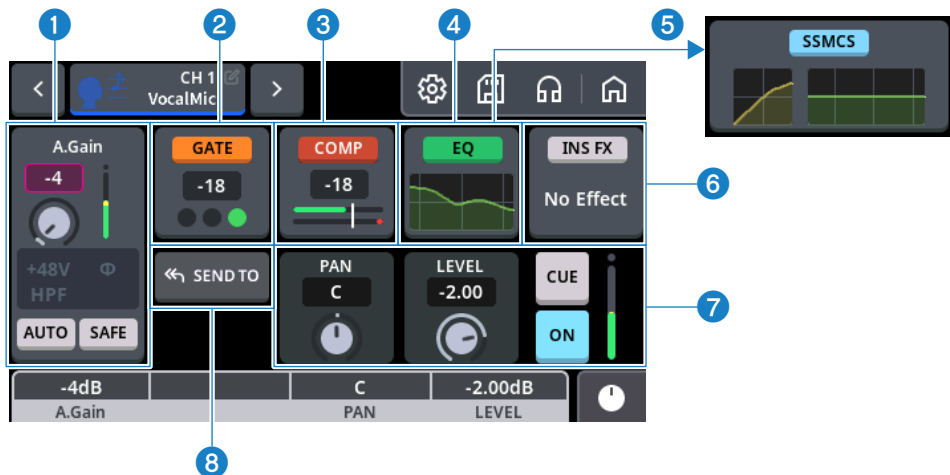 1
2
3
4
5
SSMCS
CH 1
VocalMic
A.Gain
-4
+48V Φ
HPF
AUTO SAFE
GATE
-18
COMP
-18
EQ
INS FX
No Effect
6
SEND TO
PAN
C
LEVEL
-2.00
CUE
ON
7
-4dB C -2.00dB
A.Gain PAN LEVEL
8